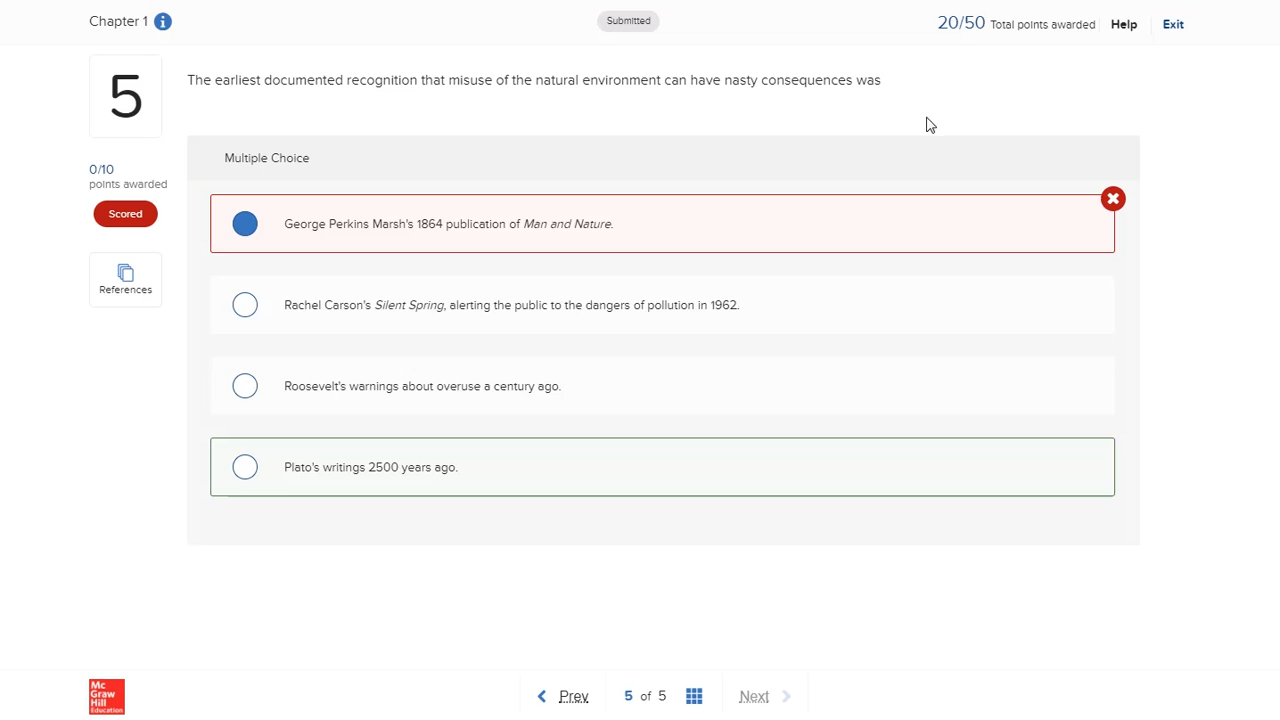 Chapter 1 i
Submitted
20/50 Total points awarded
Help
Exit
5
The earliest documented recognition that misuse of the natural environment can have nasty consequences was
0/10
points awarded
Scored
References
Multiple Choice
George Perkins Marsh's 1864 publication of Man and Nature.
Rachel Carson's Silent Spring, alerting the public to the dangers of pollution in 1962.
Roosevelt's warnings about overuse a century ago.
Plato's writings 2500 years ago.
Mc
Graw
Hill
Education
Prev
5 of 5
Next